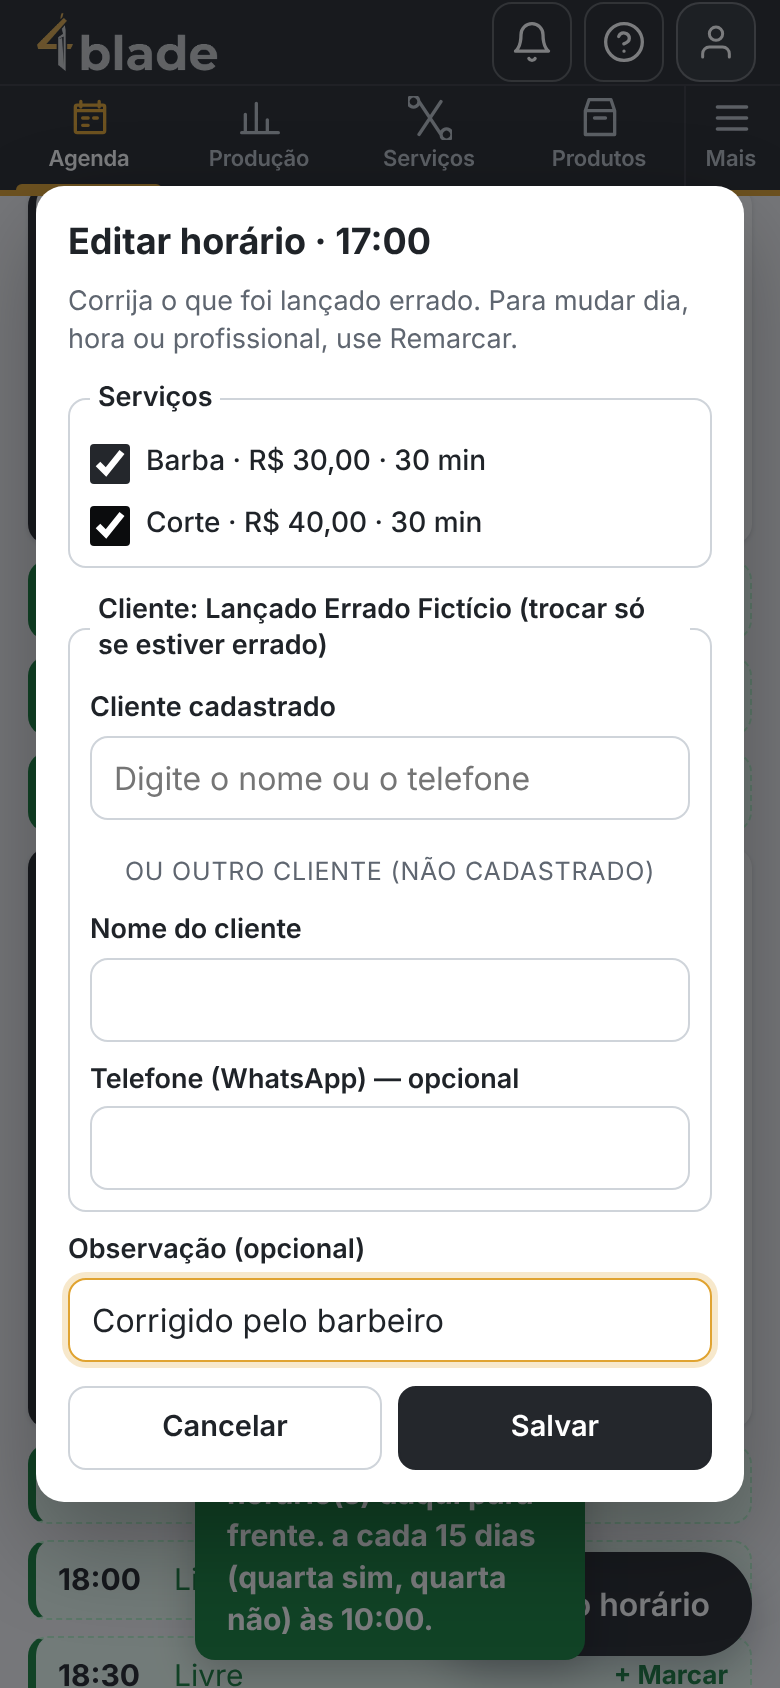 4blade
Agenda
Produção
Serviços
Produtos
Mais
Editar horário · 17:00
Corrija o que foi lançado errado. Para mudar dia,
hora ou profissional, use Remarcar.
Serviços
Barba · R$ 30,00 · 30 min
Corte · R$ 40,00 · 30 min
Cliente: Lançado Errado Fictício (trocar só
se estiver errado)
Cliente cadastrado
Digite o nome ou o telefone
OU OUTRO CLIENTE (NÃO CADASTRADO)
Nome do cliente
Telefone (WhatsApp) — opcional
Observação (opcional)
Corrigido pelo barbeiro
Cancelar
Salvar
frente. a cada 15 dias
(quarta sim, quarta
não) às 10:00.
18:00
horário
18:30 Livre + Marcar